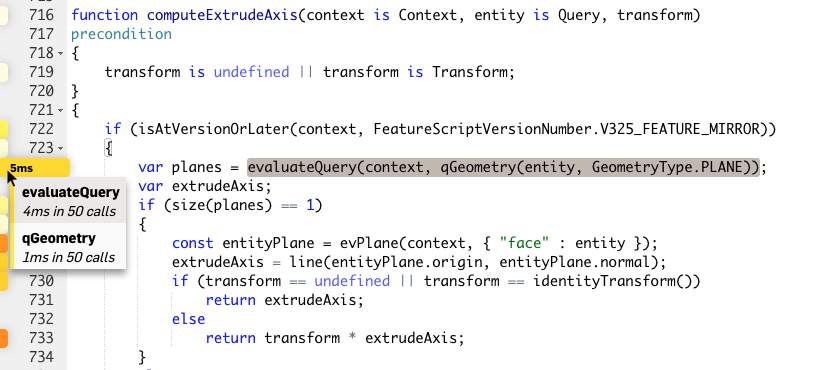 716 function computeExtrudeAxis(context is Context, entity is Query, transform)
717 precondition
718 {
719 transform is undefined || transform is Transform;
720 }
721 {
722 if (isAtVersionOrLater(context, FeatureScriptVersionNumber.V325_FEATURE_MIRROR))
723 {
5ms var planes = evaluateQuery(context, qGeometry(entity, GeometryType.PLANE));
evaluateQuery var extrudeAxis;
4ms in 50 calls if (size(planes) == 1)
{
qGeometry const entityPlane = evPlane(context, { "face" : entity });
1ms in 50 calls extrudeAxis = line(entityPlane.origin, entityPlane.normal);
730 if (transform == undefined || transform == identityTransform())
731 return extrudeAxis;
732 else
733 return transform * extrudeAxis;
734 }